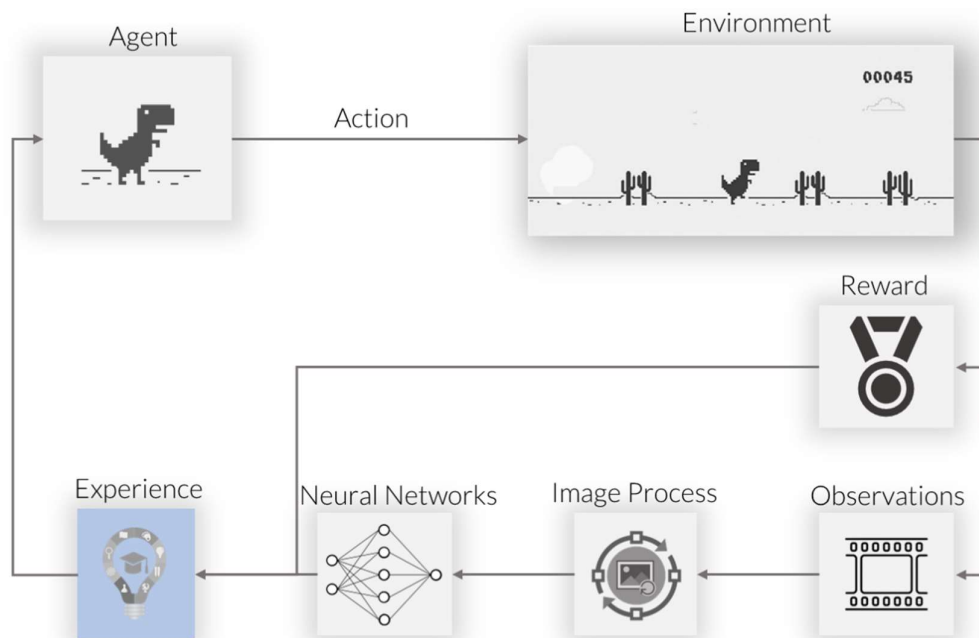 Agent
Environment
Action
00045
Reward
Experience
Neural Networks
Image Process
Observations